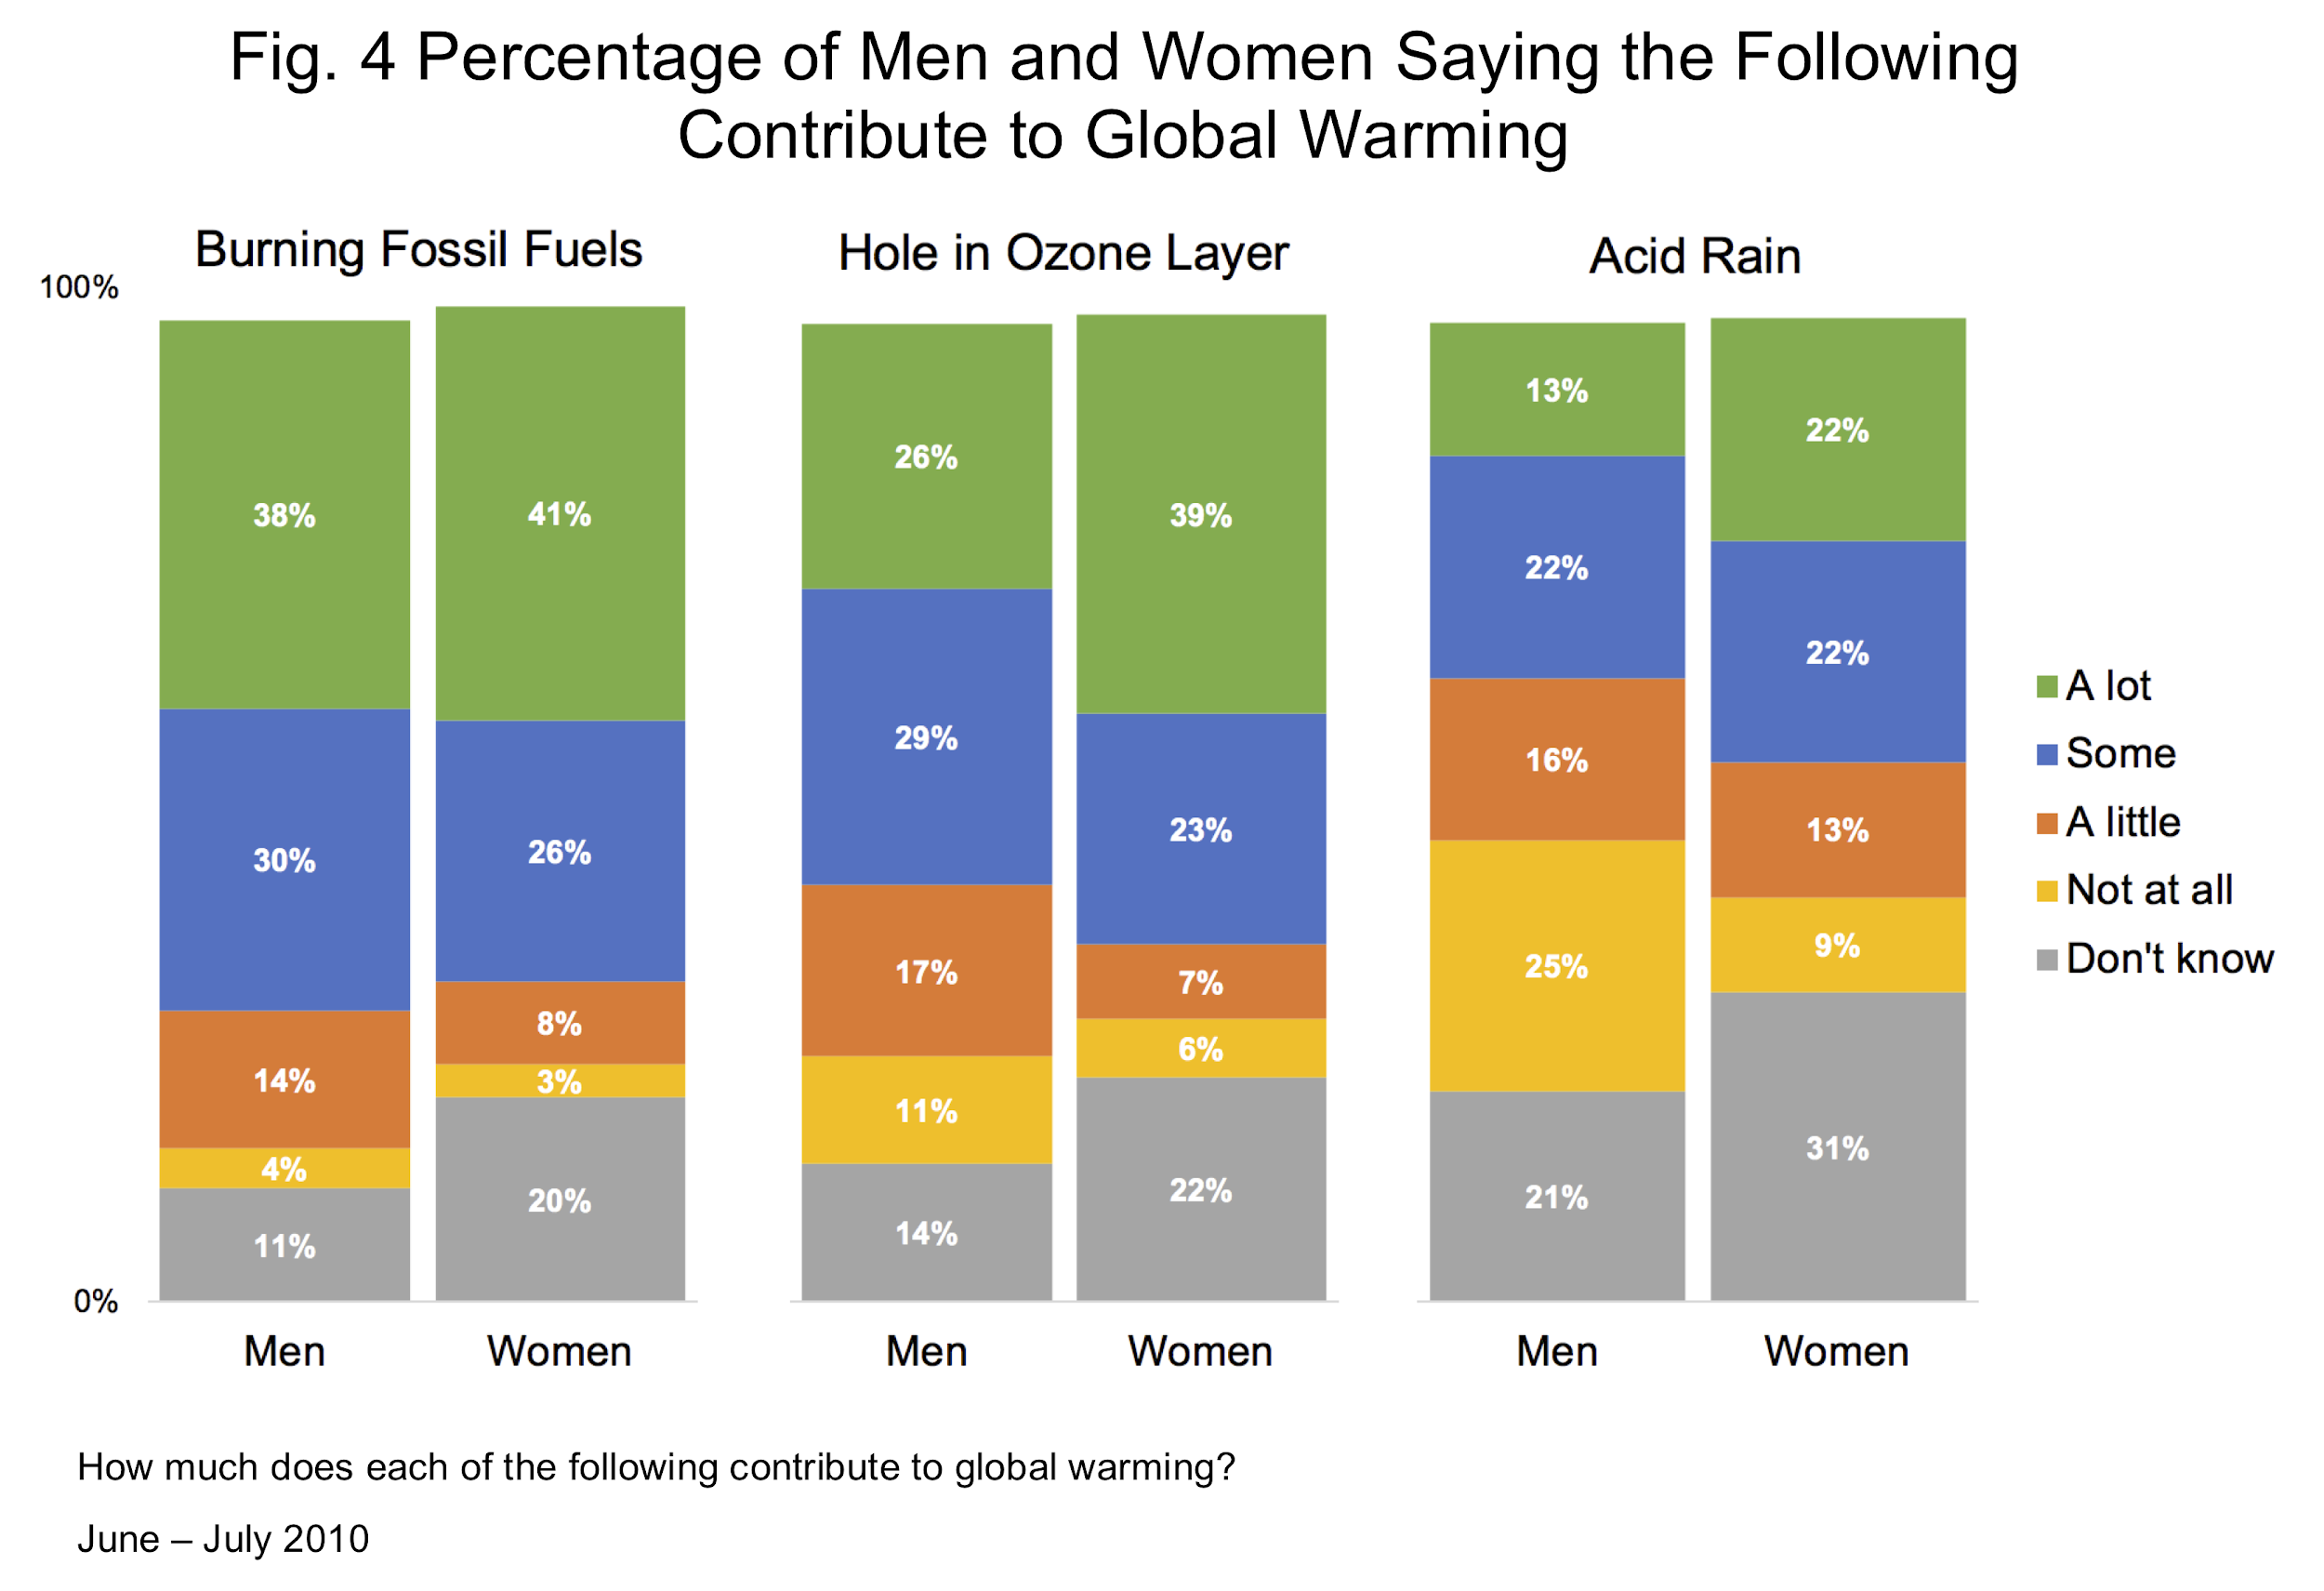 Fig. 4 Percentage of Men and Women Saying the Following
Contribute to Global Warming
Burning Fossil Fuels
Hole in Ozone Layer
Acid Rain
100%
0%
38%
30%
14%
4%
11%
41%
26%
8%
3%
20%
26%
29%
17%
11%
14%
39%
23%
7%
6%
22%
13%
22%
16%
25%
21%
22%
22%
13%
9%
31%
A lot
Some
A little
Not at all
Don't know
Men
Women
Men
Women
Men
Women
How much does each of the following contribute to global warming?
June – July 2010